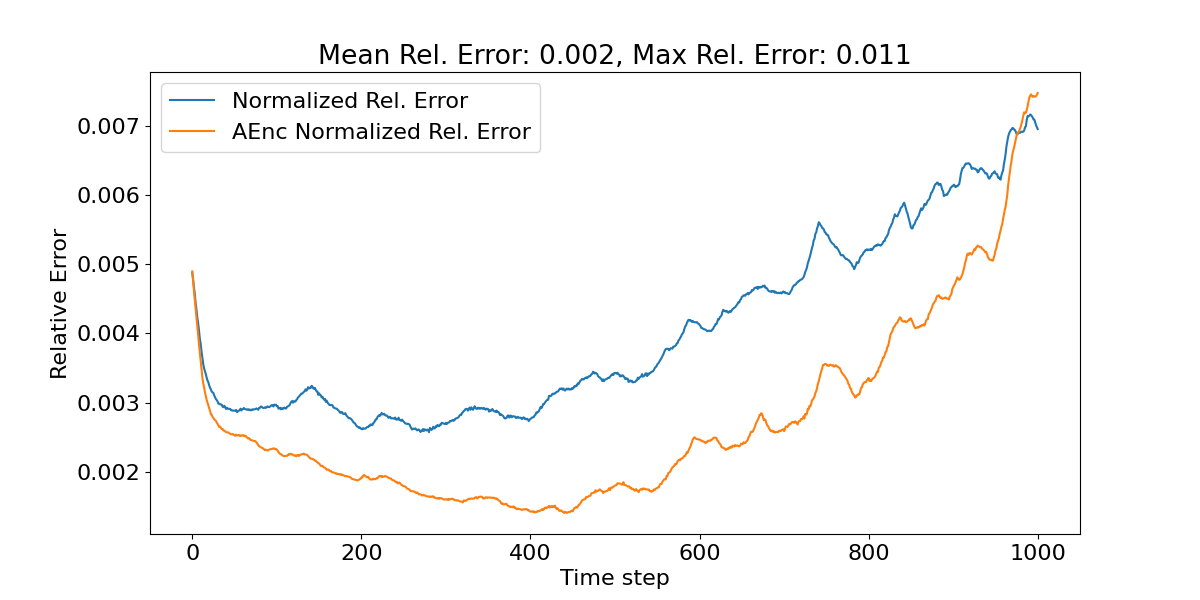 Mean Rel. Error: 0.002, Max Rel. Error: 0.011
Normalized Rel. Error
AEnc Normalized Rel. Error
0.007
0.006
0.005
0.004
0.003
0.002
Relative Error
0 200 400 600 800 1000
Time step